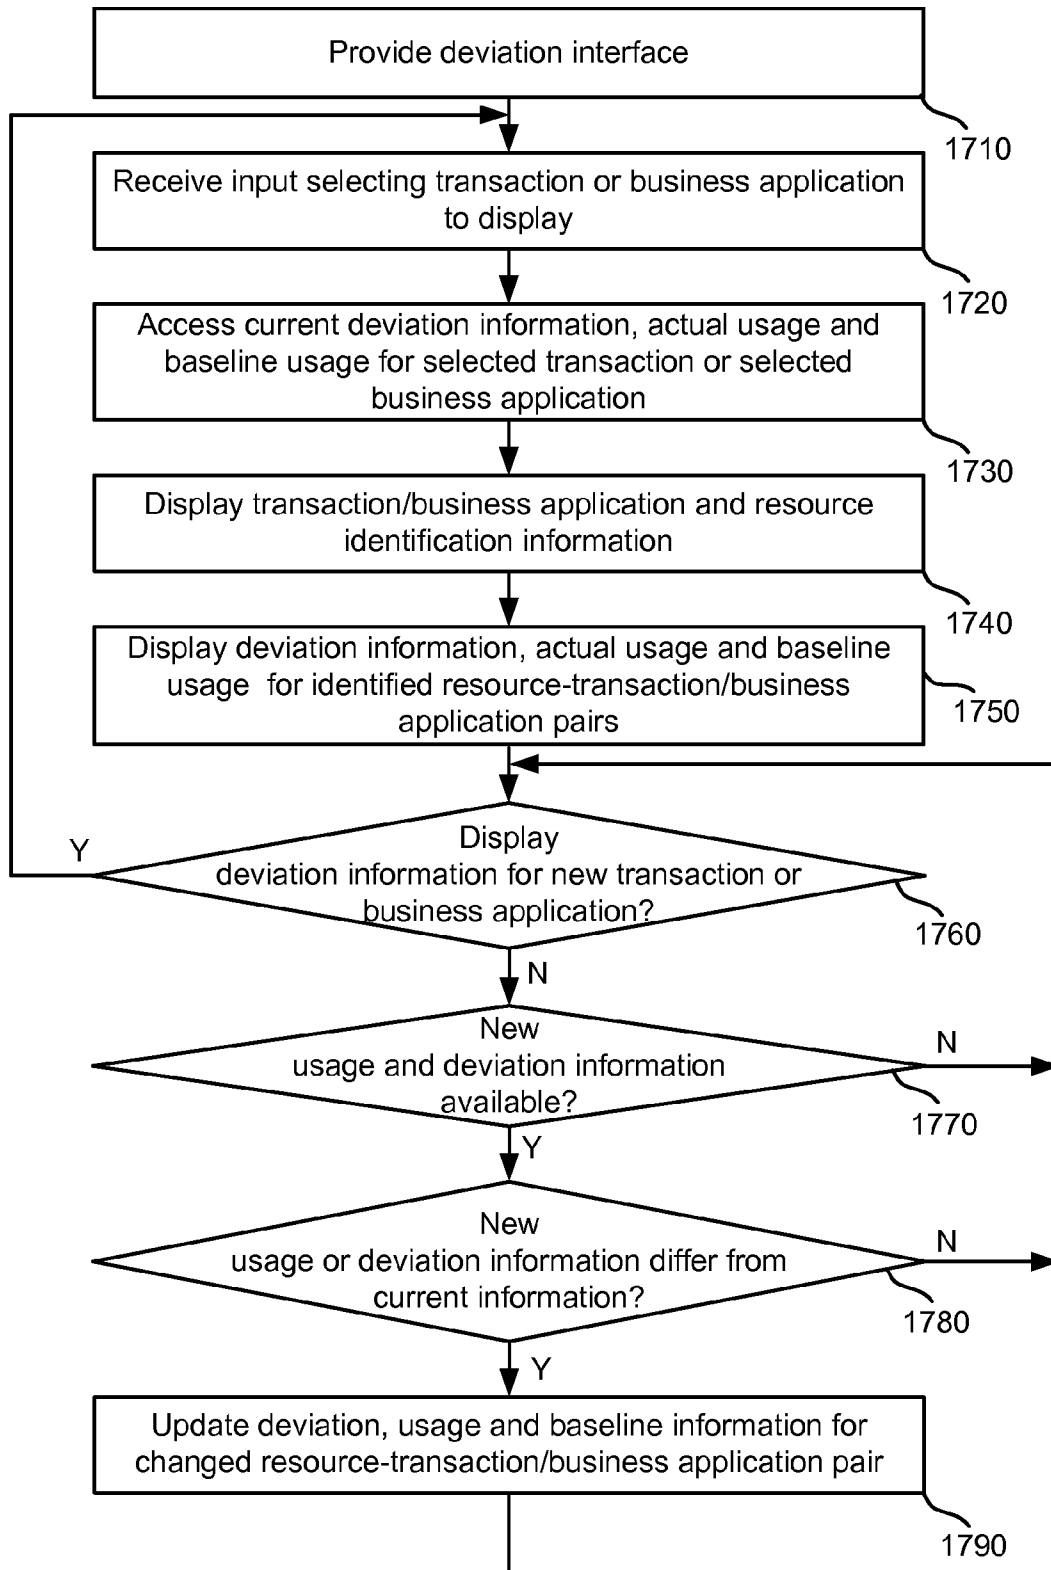 Provide deviation interface
1710
Receive input selecting transaction or business application
to display
1720
Access current deviation information, actual usage and
baseline usage for selected transaction or selected
business application
1730
Display transaction/business application and resource
identification information
1740
Display deviation information, actual usage and baseline
usage for identified resource-transaction/business
application pairs
1750
Y
Display
deviation information for new transaction or
business application?
1760
N
New
usage and deviation information
available?
N
1770
Y
New
usage or deviation information differ from
current information?
N
1780
Y
Update deviation, usage and baseline information for
changed resource-transaction/business application pair
1790